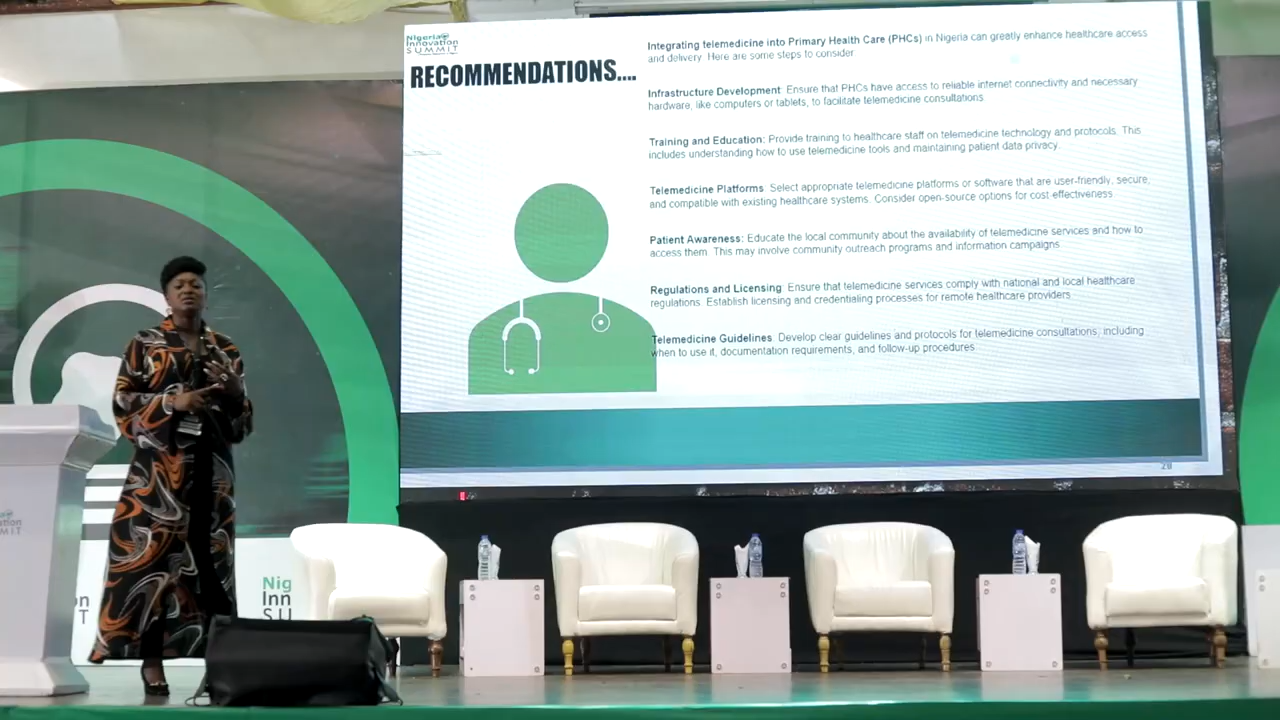 Nigeria
Innovation
SUMMIT
RECOMMENDATIONS....
Integrating telemedicine into Primary Health Care (PHCs) in Nigeria can greatly enhance healthcare access
and delivery. Here are some steps to consider
Infrastructure Development: Ensure that PHCs have access to reliable internet connectivity and necessary
hardware, like computers or tablets, to facilitate telemedicine consultations
Training and Education: Provide training to healthcare staff on telemedicine technology and protocols. This
includes understanding how to use telemedicine tools and maintaining patient data privacy.
Telemedicine Platforms: Select appropriate telemedicine platforms or software that are user-friendly, secure,
and compatible with existing healthcare systems. Consider open-source options for cost effectiveness
Patient Awareness: Educate the local community about the availability of telemedicine services and how to
access them. This may involve community outreach programs and information campaigns
Regulations and Licensing: Ensure that telemedicine services comply with national and local healthcare
regulations. Establish licensing and credentialing processes for remote healthcare providers
Telemedicine Guidelines: Develop clear guidelines and protocols for telemedicine consultations, including
when to use it, documentation requirements, and follow-up procedures
20
Nig
Inn
SU